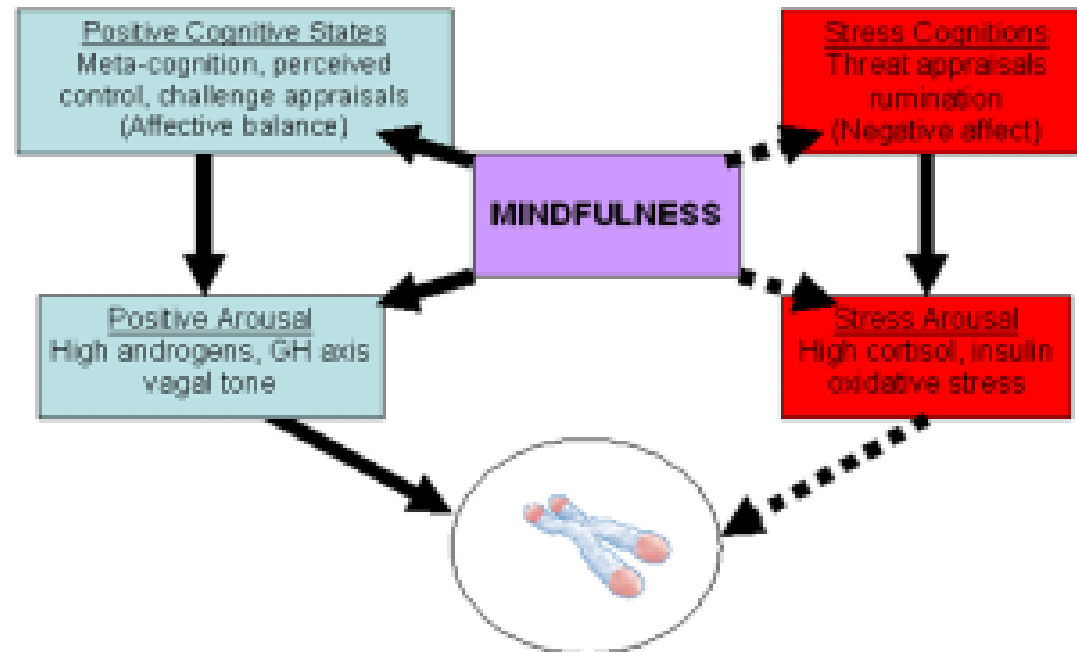 Positive Cognitive States
Meta-cognition, perceived
control, challenge appraisals
(Affective balance)
Stress Cognitions
Threat appraisals
rumination
(Negative affect)
MINDFULNESS
Positive Arousal
High androgens, GH axis
vagal tone
Stress Arousal
High cortisol, insulin
oxidative stress